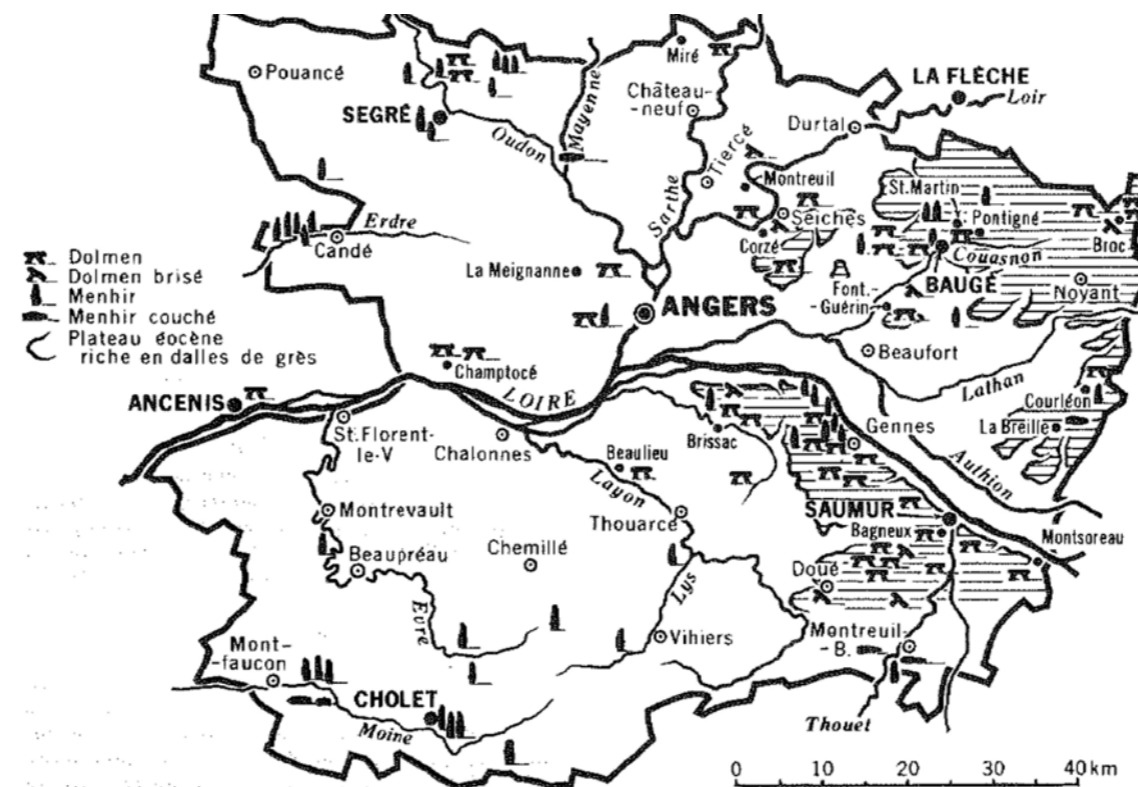 Pouancé
Miré
LA FLÈCHE
Loir
Château-
-neuf
Mayenne
SEGRÉ
Oudon
Durtal
Tiercé
Montreuil
St. Martin
Seiches
Pontigné
Sarthe
Erdre
Candé
Corzé
Broc
Couasnon
La Meignanne
BAUGÉ
Noyant
Font.-
Guérin
Dolmen
Dolmen brisé
Menhir
Menhir couché
Plateau éocène
riche en dalles de grès
ANGERS
Beaufort
Champtocé
Lathan
LOIRE
ANCENIS
Courléon
St. Florent-
le-V
Chalonnes
Brissac
Gennes
La Breille
Beaulieu
Layon
Authion
Montrevault
Thouarcé
SAUMUR
Bagneux
Montsoreau
Beaupréau
Chemillé
Doué
Lys
Evre
Vihiers
Montreuil-
-B.
Mont-
-faucon
CHOLET
Moine
Thouet
0 10 20 30 40 km